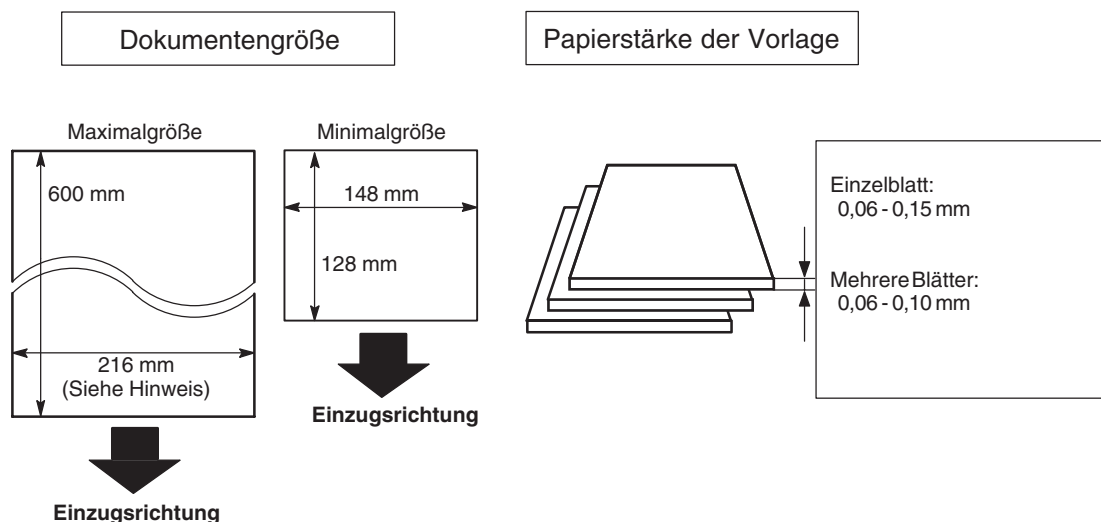 Dokumentengröße
Papierstärke der Vorlage
Maximalgröße
600 mm
216 mm
(Siehe Hinweis)
Einzugsrichtung
Minimalgröße
148 mm
128 mm
Einzugsrichtung
Einzelblatt:
0,06 - 0,15 mm
Mehrere Blätter:
0,06 - 0,10 mm